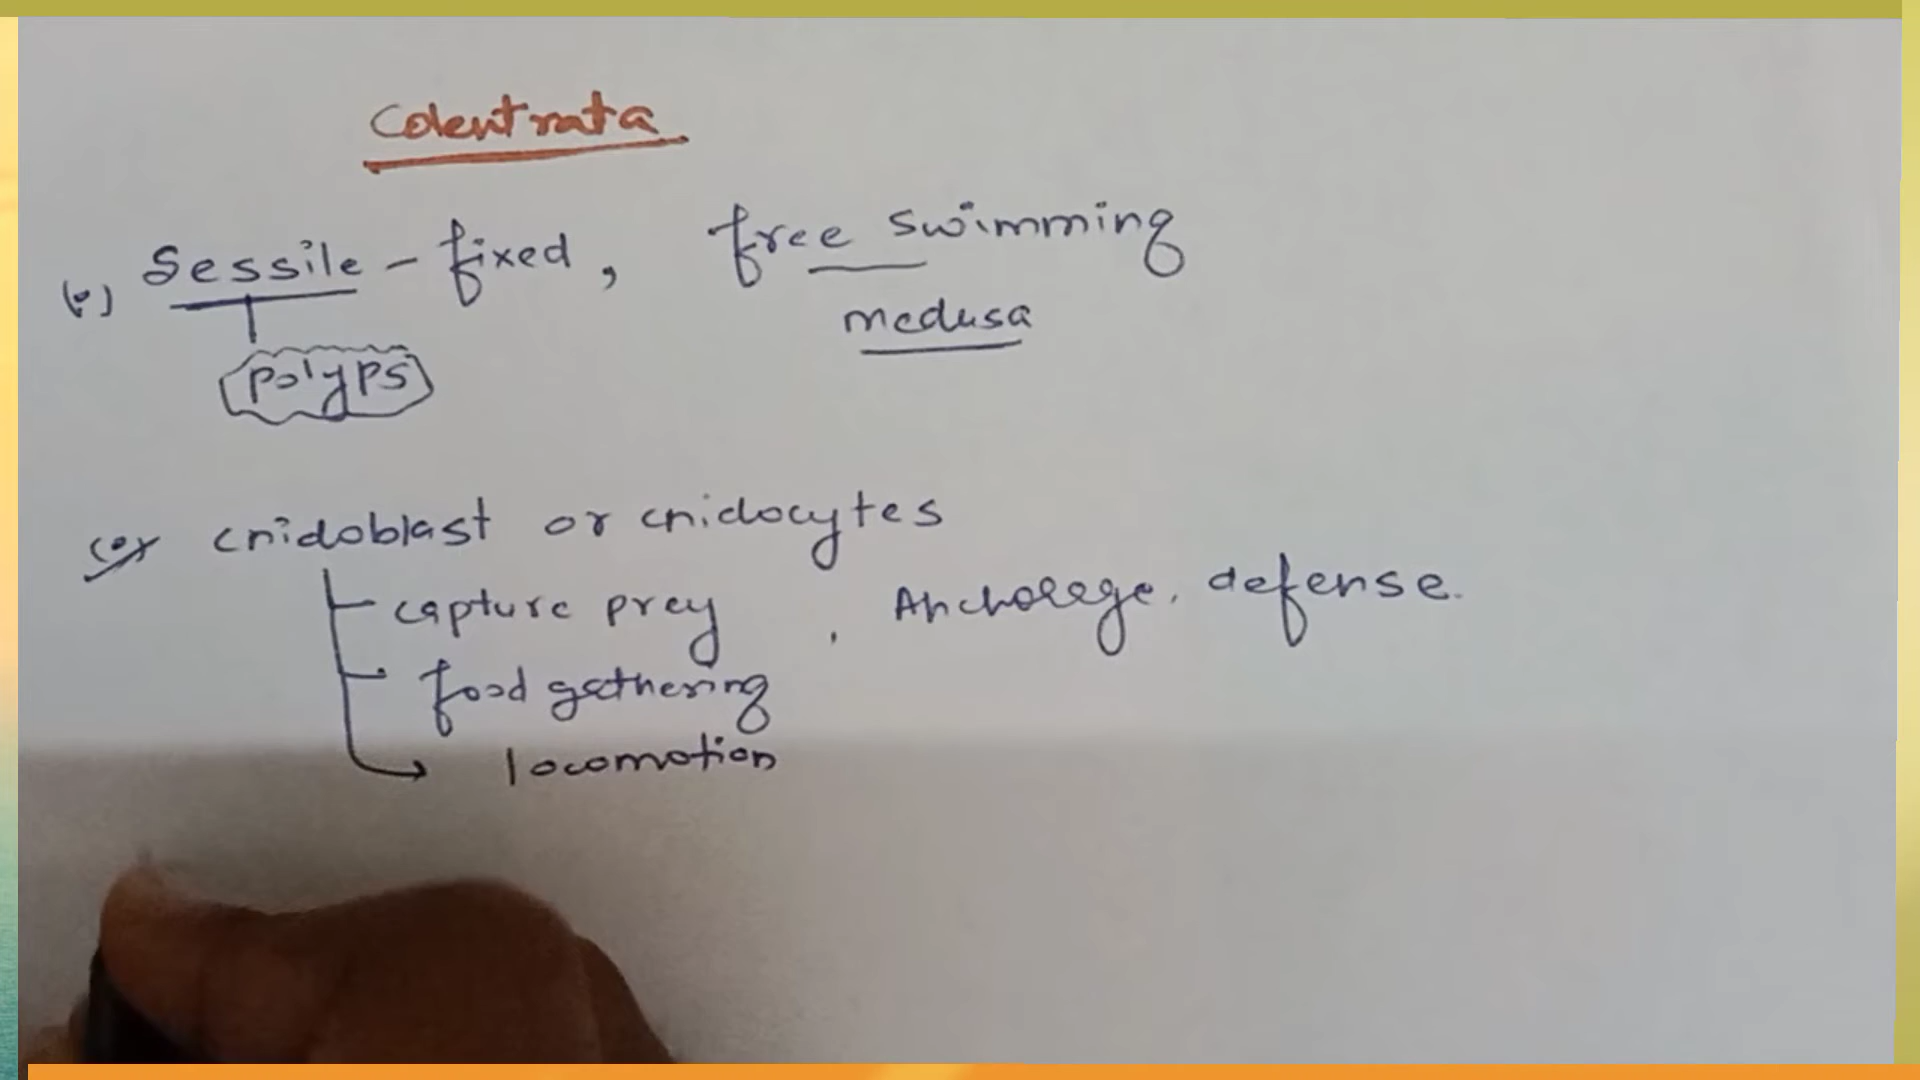 Colentrata
(•) Sessile - fixed, free swimming
polyps
medusa
(•) cnidoblast or cnidocytes
capture prey, Anchorage, defense.
food gathering
locomotion